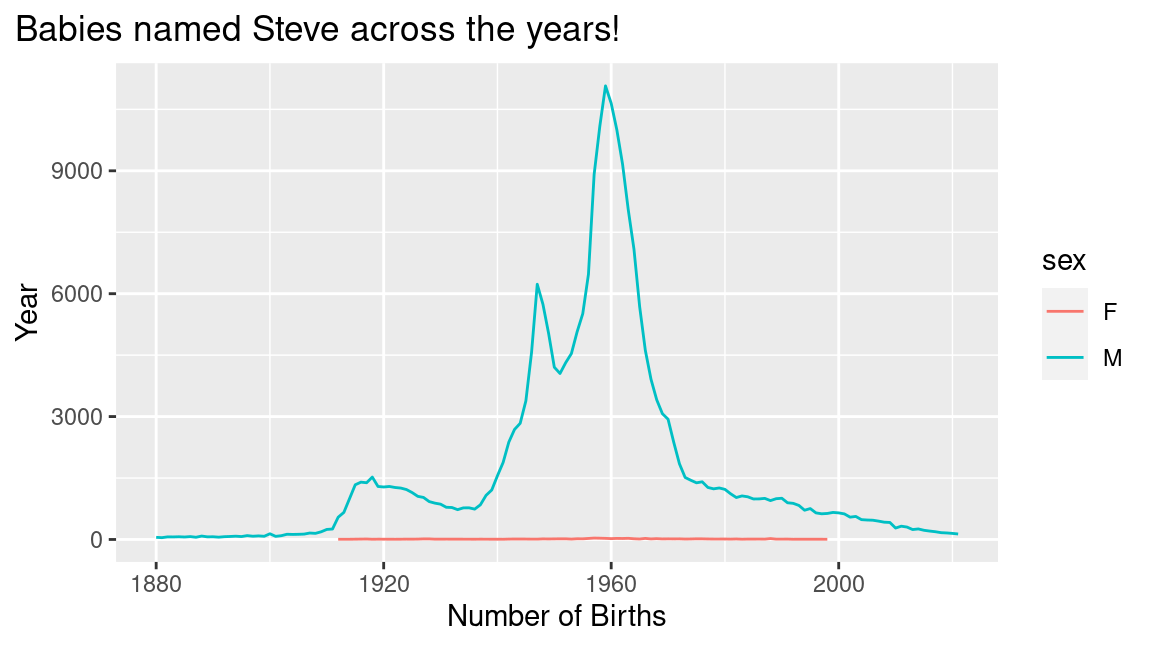 Babies named Steve across the years!
Year
9000
6000
3000
0
1880 1920 1960 2000
Number of Births
sex
F
M